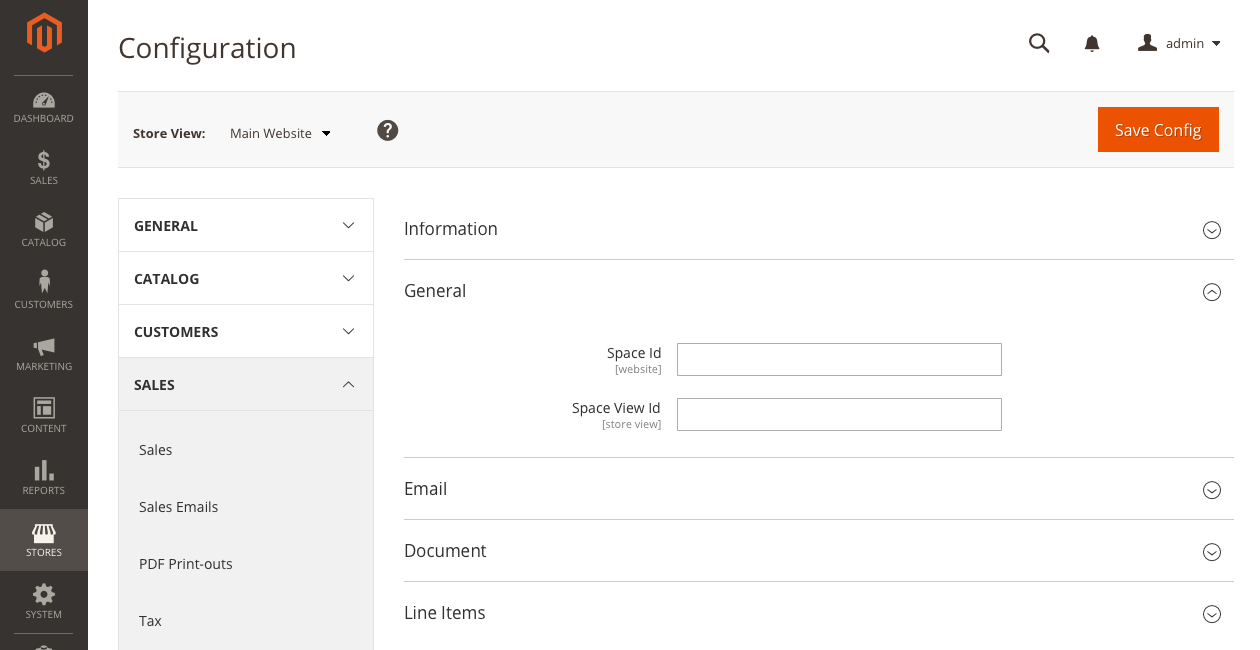 Configuration
admin
Store View: Main Website ?
Save Config
DASHBOARD
$
SALES
CATALOG
CUSTOMERS
MARKETING
CONTENT
REPORTS
STORES
SYSTEM
GENERAL
CATALOG
CUSTOMERS
SALES
Sales
Sales Emails
PDF Print-outs
Tax
Information
General
Space Id
[website]
Space View Id
[store view]
Email
Document
Line Items